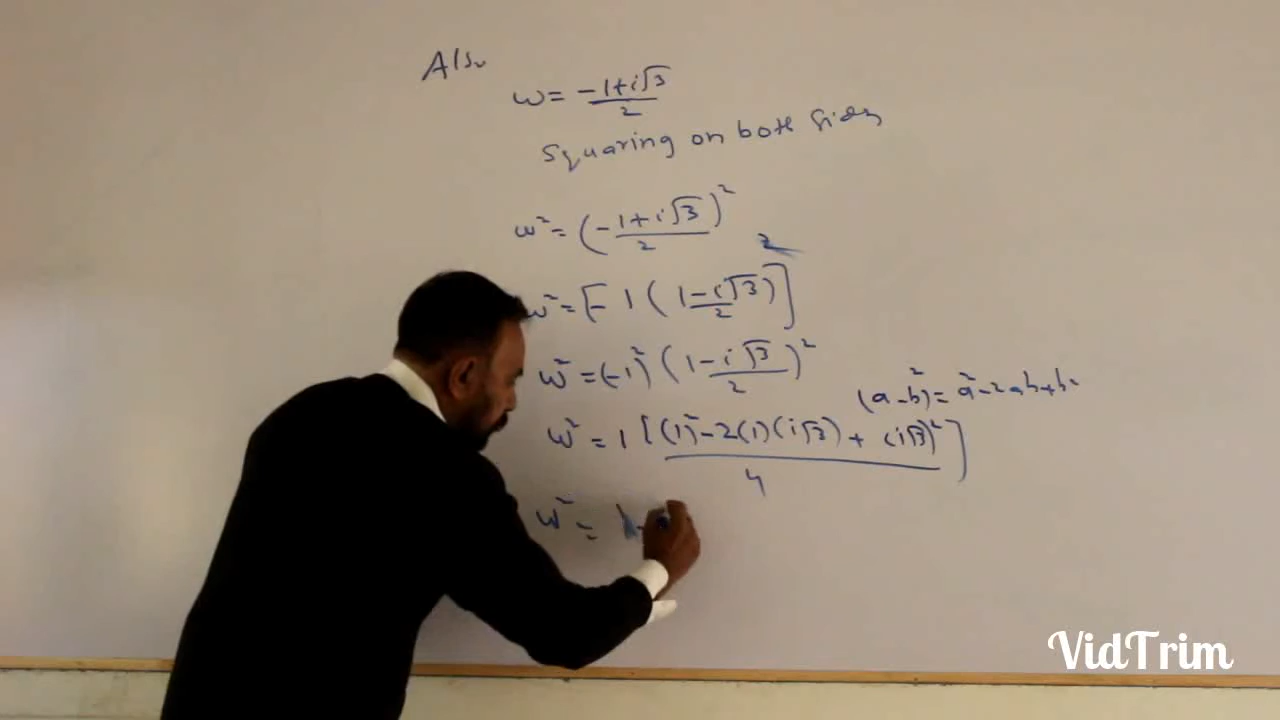 Also
ω = -1+i√3 / 2
Squaring on both sides
ω² = (-1+i√3 / 2)²
ω² = [-1 (1-i√3 / 2)]²
ω² = (-1)² (1-i√3 / 2)²
(a-b)² = a²-2ab+b²
ω² = 1 [(1)²-2(1)(i√3) + (i√3)² / 4]
ω² = 1-
VidTrim